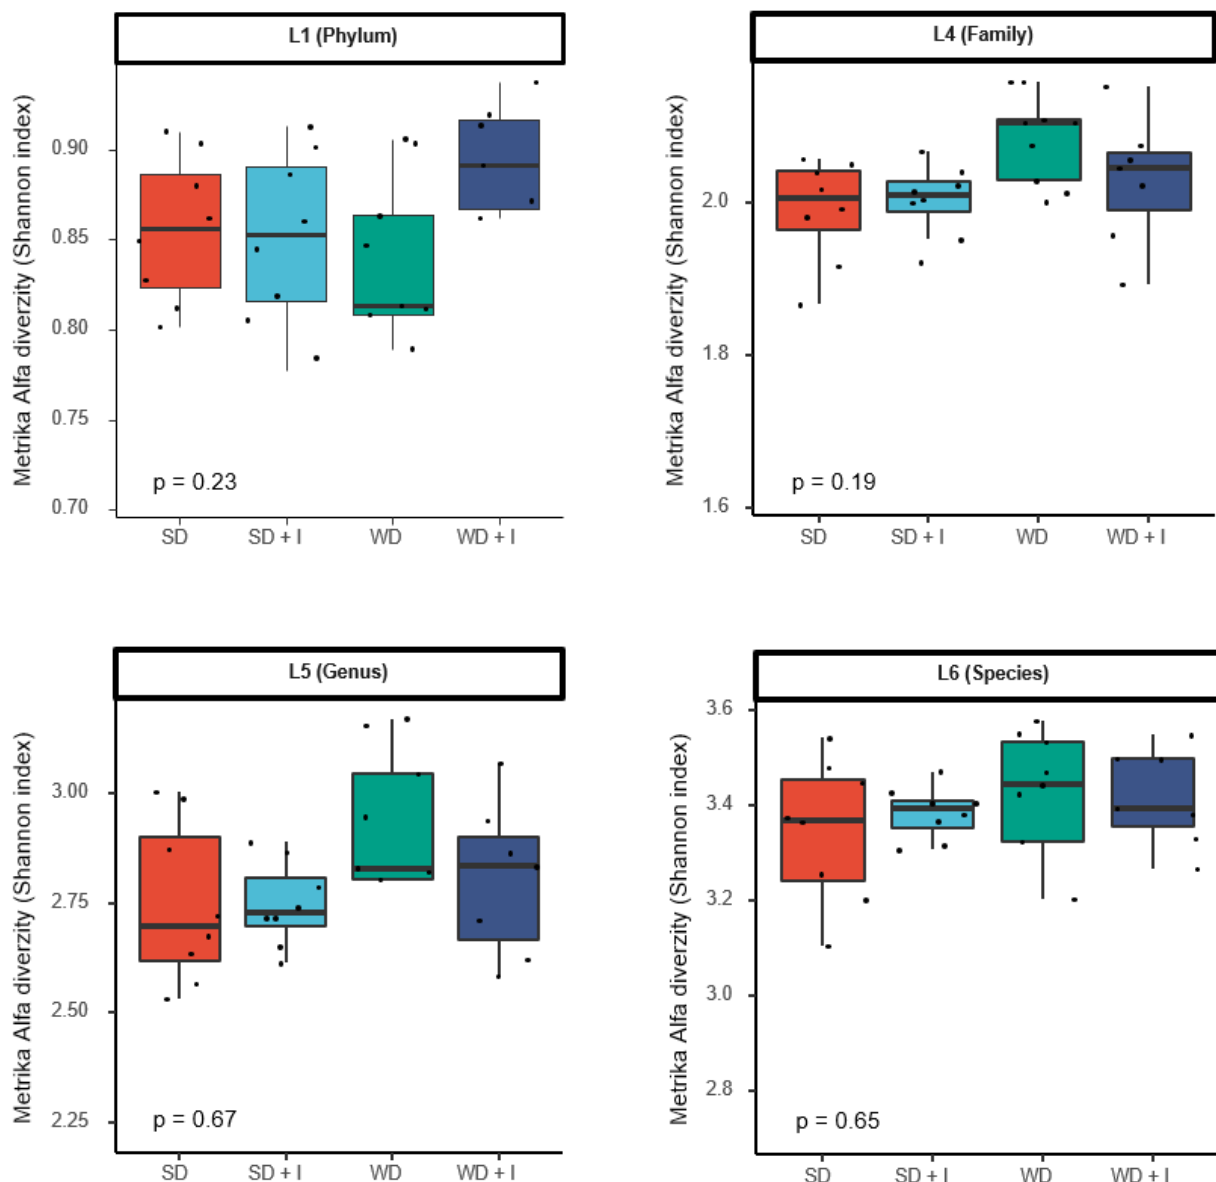 L1 (Phylum)
Metrika Alfa diverzity (Shannon index)
0.90
0.85
0.80
0.75
0.70
p = 0.23
SD SD + I WD WD + I
L4 (Family)
Metrika Alfa diverzity (Shannon index)
2.0
1.8
1.6
p = 0.19
SD SD + I WD WD + I
L5 (Genus)
Metrika Alfa diverzity (Shannon index)
3.00
2.75
2.50
2.25
p = 0.67
SD SD + I WD WD + I
L6 (Species)
Metrika Alfa diverzity (Shannon index)
3.6
3.4
3.2
3.0
2.8
p = 0.65
SD SD + I WD WD + I